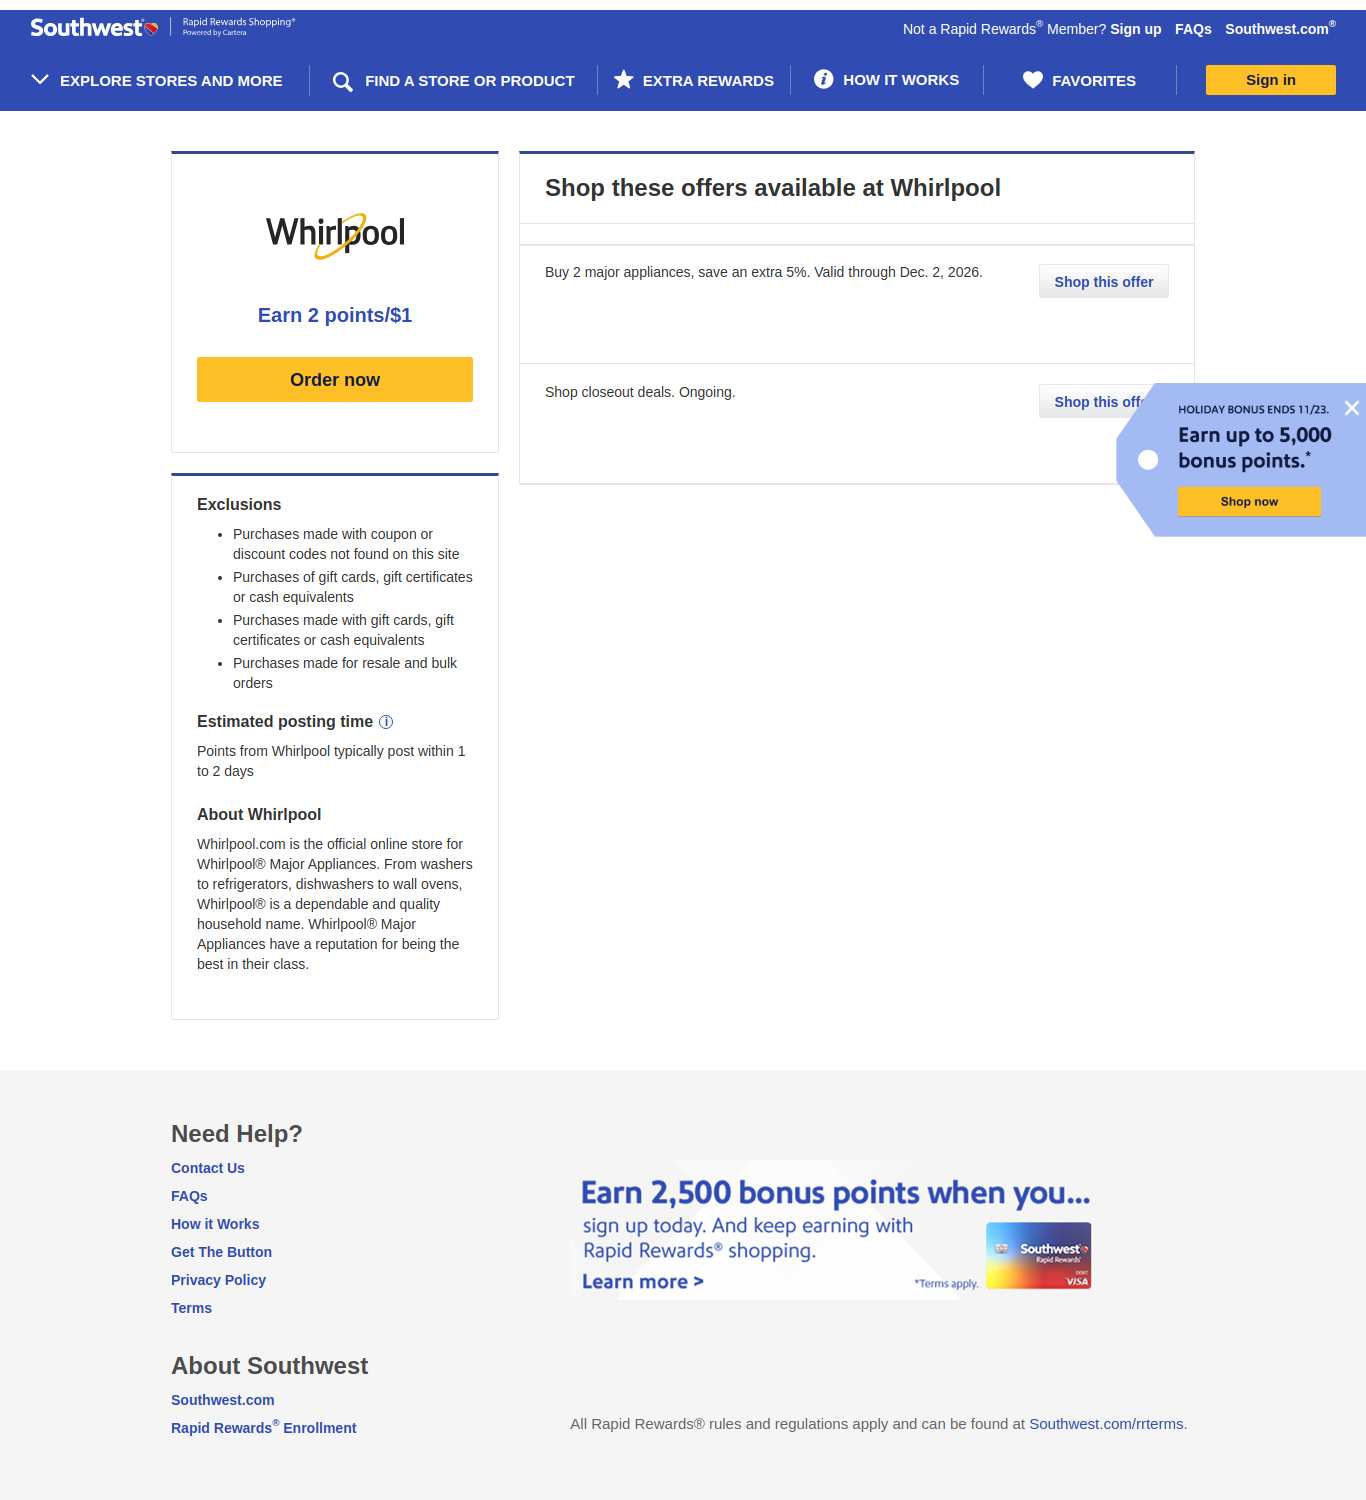 Southwest
Rapid Rewards Shopping®
Powered by Cartera
Not a Rapid Rewards® Member? Sign up FAQs Southwest.com®
EXPLORE STORES AND MORE
FIND A STORE OR PRODUCT
EXTRA REWARDS
HOW IT WORKS
FAVORITES
Sign in
Whirlpool
Earn 2 points/$1
Order now
Exclusions
• Purchases made with coupon or
discount codes not found on this site
• Purchases of gift cards, gift certificates
or cash equivalents
• Purchases made with gift cards, gift
certificates or cash equivalents
• Purchases made for resale and bulk
orders
Estimated posting time
Points from Whirlpool typically post within 1
to 2 days
About Whirlpool
Whirlpool.com is the official online store for
Whirlpool® Major Appliances. From washers
to refrigerators, dishwashers to wall ovens,
Whirlpool® is a dependable and quality
household name. Whirlpool® Major
Appliances have a reputation for being the
best in their class.
Shop these offers available at Whirlpool
Buy 2 major appliances, save an extra 5%. Valid through Dec. 2, 2026.
Shop this offer
Shop closeout deals. Ongoing.
Shop this offe
HOLIDAY BONUS ENDS 11/23.
Earn up to 5,000
bonus points.*
Shop now
Need Help?
Contact Us
FAQs
How it Works
Get The Button
Privacy Policy
Terms
About Southwest
Southwest.com
Rapid Rewards® Enrollment
Earn 2,500 bonus points when you...
sign up today. And keep earning with
Rapid Rewards® shopping.
Learn more >
*Terms apply.
Southwest
Rapid Rewards
DEBIT
VISA
All Rapid Rewards® rules and regulations apply and can be found at Southwest.com/rrterms.